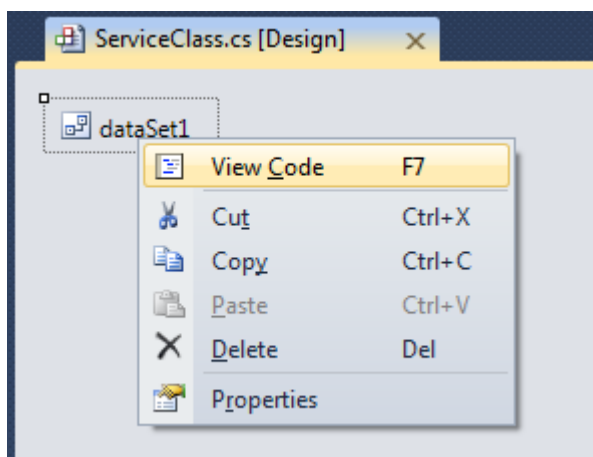 ServiceClass.cs [Design]
dataSet1
View Code F7
Cut Ctrl+X
Copy Ctrl+C
Paste Ctrl+V
Delete Del
Properties